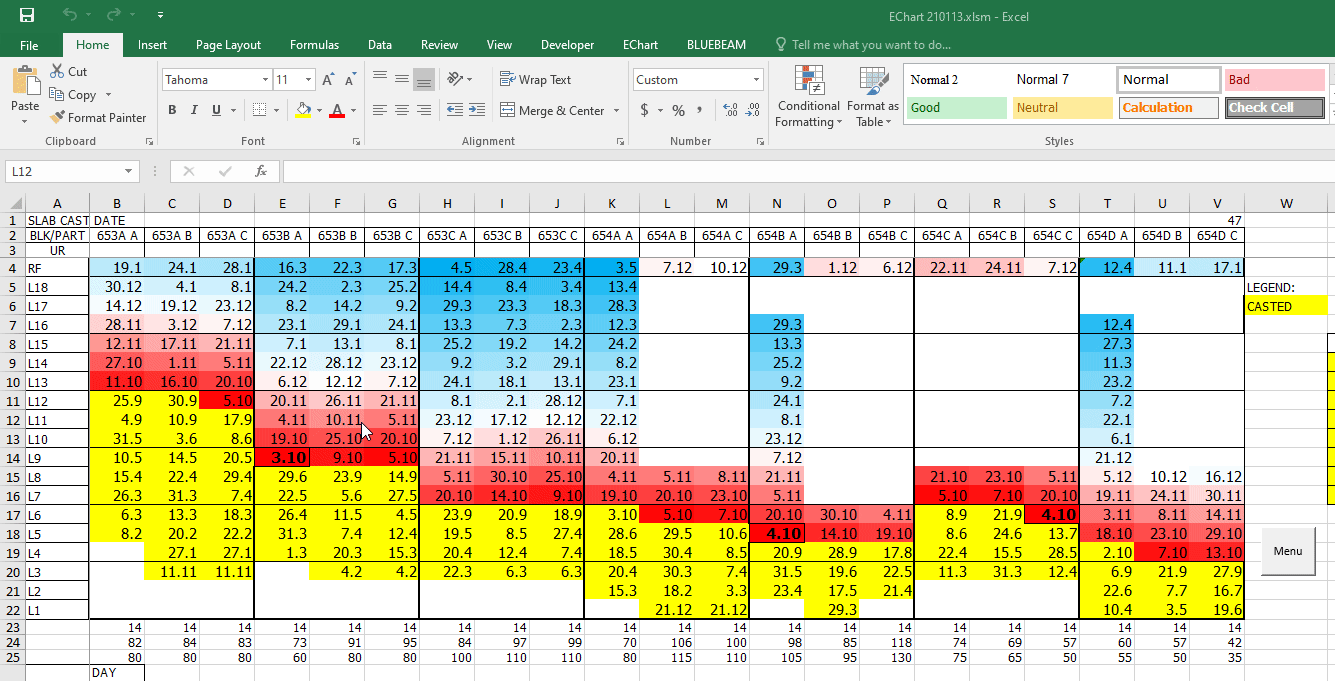 EChart 210113.xlsm - Excel
File Home Insert Page Layout Formulas Data Review View Developer EChart BLUEBEAM Tell me what you want to do...
Cut
Copy
Format Painter
Paste
Clipboard
Tahoma 11
B I U
Font
Wrap Text
Merge & Center
Alignment
Custom
$ % ,
Number
Conditional Formatting
Format as Table
Normal 2 Normal 7 Normal Bad
Good Neutral Calculation Check Cell
Styles
L12 fx
A B C D E F G H I J K L M N O P Q R S T U V W
1 SLAB CAST DATE 47
2 BLK/PART 653A A 653A B 653A C 653B A 653B B 653B C 653C A 653C B 653C C 654A A 654A B 654A C 654B A 654B B 654B C 654C A 654C B 654C C 654D A 654D B 654D C
3 UR
4 RF 19.1 24.1 28.1 16.3 22.3 17.3 4.5 28.4 23.4 3.5 7.12 10.12 29.3 1.12 6.12 22.11 24.11 7.12 12.4 11.1 17.1
5 L18 30.12 4.1 8.1 24.2 2.3 25.2 14.4 8.4 3.4 13.4 LEGEND:
6 L17 14.12 19.12 23.12 8.2 14.2 9.2 29.3 23.3 18.3 28.3 CASTED
7 L16 28.11 3.12 7.12 23.1 29.1 24.1 13.3 7.3 2.3 12.3 29.3 12.4
8 L15 12.11 17.11 21.11 7.1 13.1 8.1 25.2 19.2 14.2 24.2 13.3 27.3
9 L14 27.10 1.11 5.11 22.12 28.12 23.12 9.2 3.2 29.1 8.2 25.2 11.3
10 L13 11.10 16.10 20.10 6.12 12.12 7.12 24.1 18.1 13.1 23.1 9.2 23.2
11 L12 25.9 30.9 5.10 20.11 26.11 21.11 8.1 2.1 28.12 7.1 24.1 7.2
12 L11 4.9 10.9 17.9 4.11 10.11 5.11 23.12 17.12 12.12 22.12 8.1 22.1
13 L10 31.5 3.6 8.6 19.10 25.10 20.10 7.12 1.12 26.11 6.12 23.12 6.1
14 L9 10.5 14.5 20.5 3.10 9.10 5.10 21.11 15.11 10.11 20.11 7.12 21.12
15 L8 15.4 22.4 29.4 29.6 23.9 14.9 5.11 30.10 25.10 4.11 5.11 8.11 21.11 21.10 23.10 5.11 5.12 10.12 16.12
16 L7 26.3 31.3 7.4 22.5 5.6 27.5 20.10 14.10 9.10 19.10 20.10 23.10 5.11 5.10 7.10 20.10 19.11 24.11 30.11
17 L6 6.3 13.3 18.3 26.4 11.5 4.5 23.9 20.9 18.9 3.10 5.10 7.10 20.10 30.10 4.11 8.9 21.9 4.10 3.11 8.11 14.11
18 L5 8.2 20.2 22.2 31.3 7.4 12.4 19.5 8.5 27.4 28.6 29.5 10.6 4.10 14.10 19.10 8.6 24.6 13.7 18.10 23.10 29.10
19 L4 27.1 27.1 1.3 20.3 15.3 20.4 12.4 7.4 18.5 30.4 8.5 20.9 28.9 17.8 22.4 15.5 28.5 2.10 7.10 13.10
Menu
20 L3 11.11 11.11 4.2 4.2 22.3 6.3 6.3 20.4 30.3 7.4 31.5 19.6 22.5 11.3 31.3 12.4 6.9 21.9 27.9
21 L2 15.3 18.2 3.3 23.4 17.5 21.4 22.6 7.7 16.7
22 L1 21.12 21.12 29.3 10.4 3.5 19.6
23 14 14 14 14 14 14 14 14 14 14 14 14 14 14 14 14 14 14 14 14 14
24 82 84 83 73 91 95 84 97 99 70 106 100 98 85 118 74 69 57 60 57 42
25 80 80 80 60 80 80 100 110 110 80 115 110 105 95 130 75 65 50 55 50 35
DAY